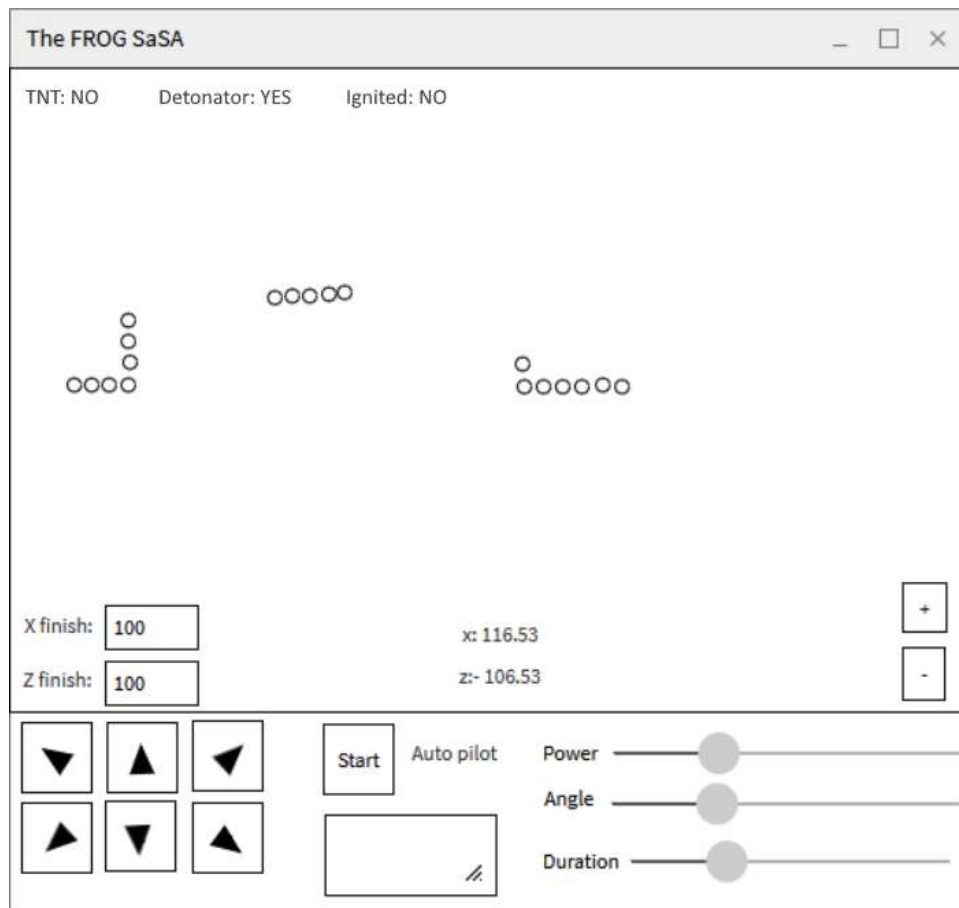 The FROG SaSA
TNT: NO Detonator: YES Ignited: NO
X finish: 100
x: 116.53
+
Z finish: 100
z:- 106.53
-
Start Auto pilot
Power
Angle
Duration